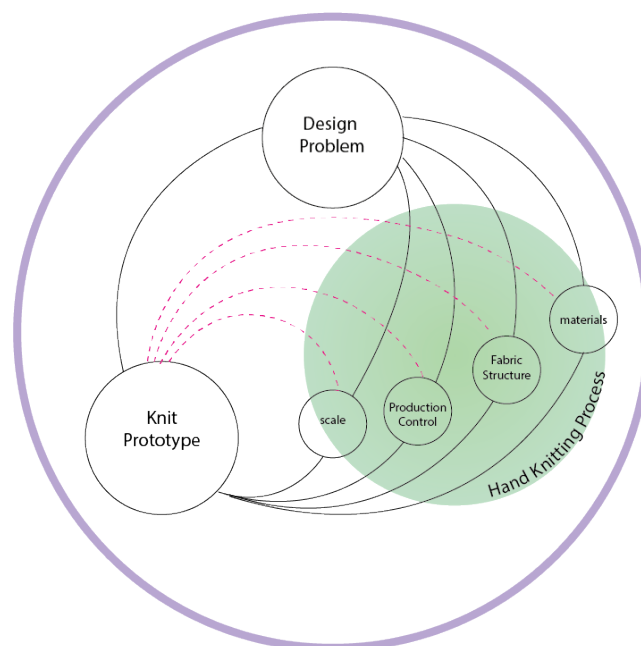 Design
Problem
materials
Fabric
Structure
Knit
Prototype
scale
Production
Control
Hand Knitting Process